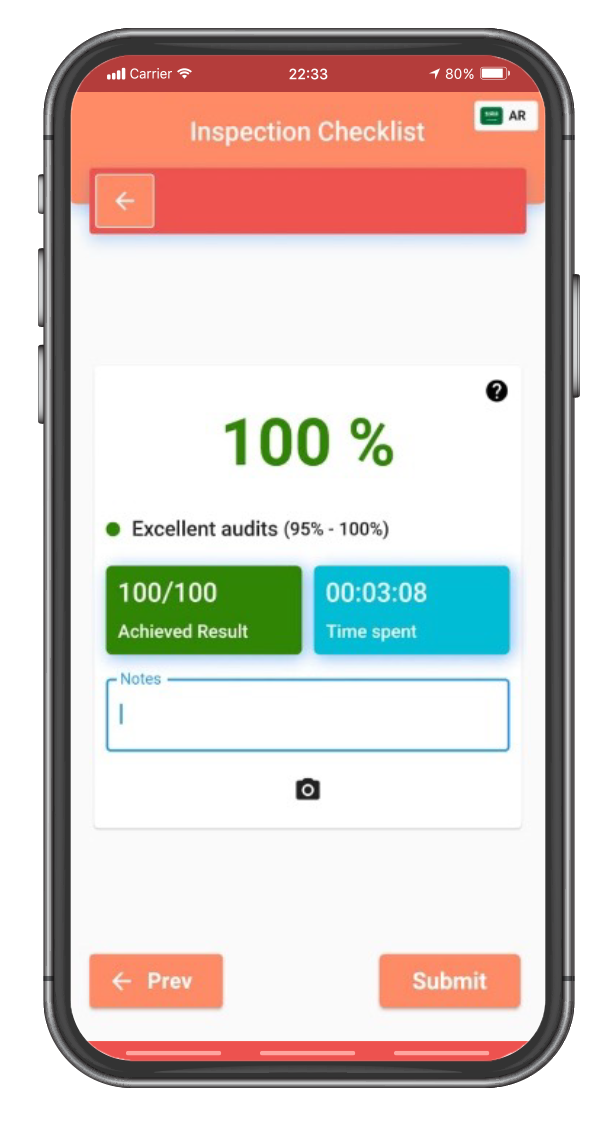 Carrier 22:33 80%
AR
Inspection Checklist
100 %
Excellent audits (95% - 100%)
100/100 00:03:08
Achieved Result Time spent
Notes
Prev Submit